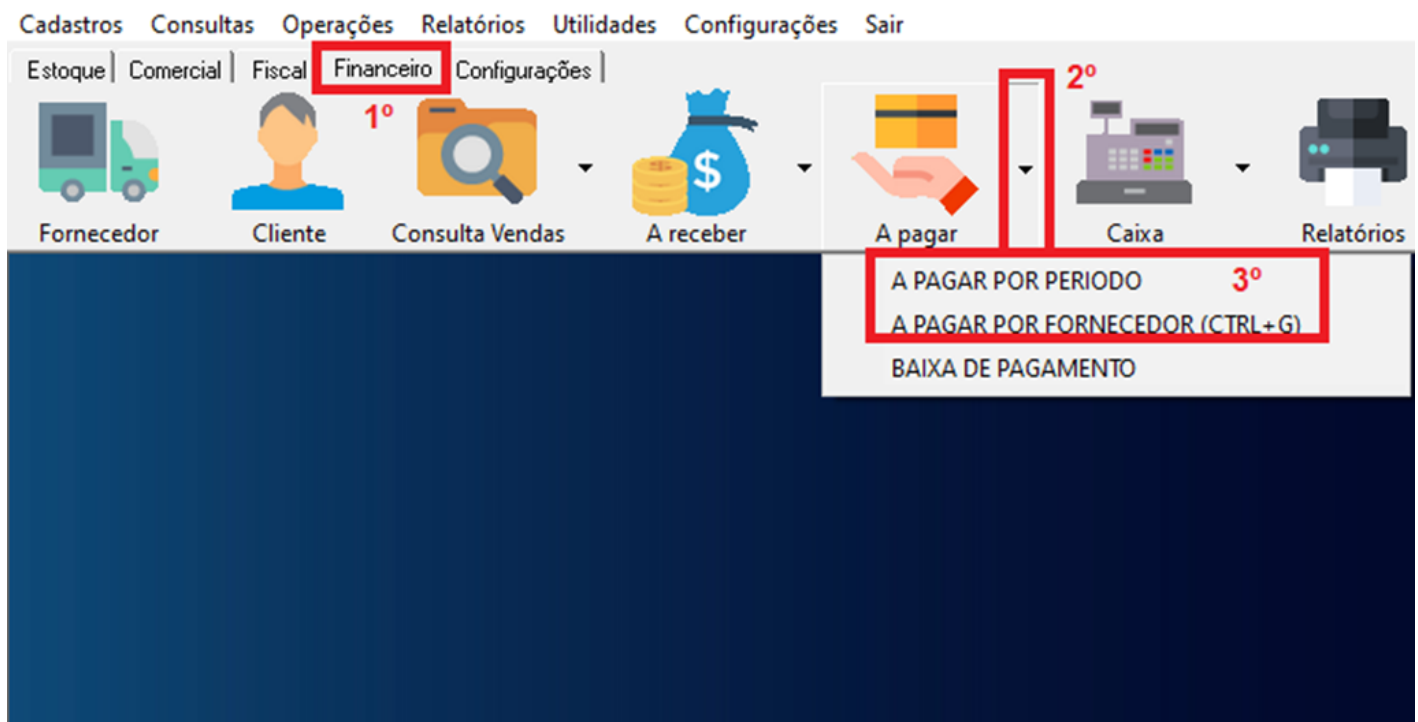 Cadastros Consultas Operações Relatórios Utilidades Configurações Sair
Estoque Comercial Fiscal Financeiro Configurações
1º
2º
Fornecedor Cliente Consulta Vendas A receber A pagar Caixa Relatórios
A PAGAR POR PERIODO 3º
A PAGAR POR FORNECEDOR (CTRL+G)
BAIXA DE PAGAMENTO